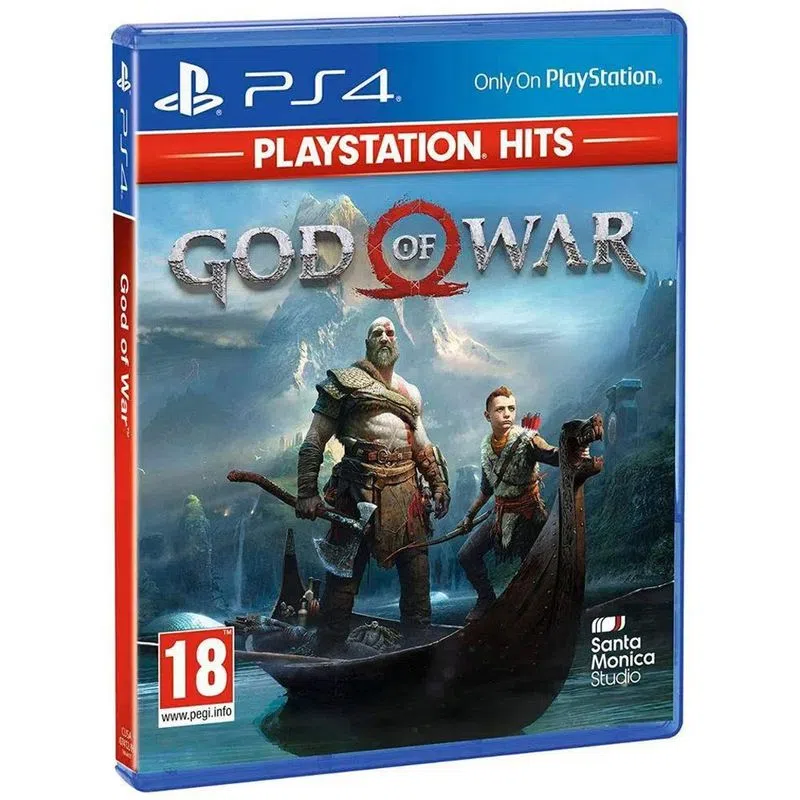 PS4
Only On PlayStation
PLAYSTATION HITS
GOD OF WAR
PS4
God of War
18
www.pegi.info
Santa
Monica
Studio
CUSA